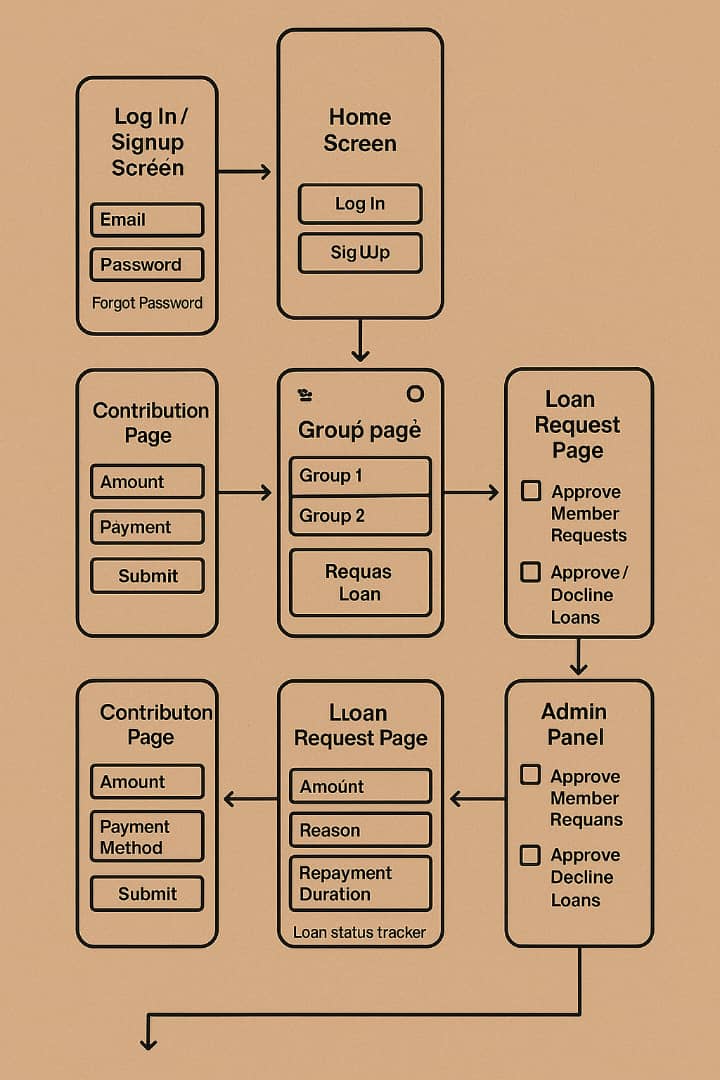 Log In /
Signup
Scréén
Email
Password
Forgot Password
Home
Screen
Log In
Sig Up
Contribution
Page
Amount
Payment
Submit
Group pagė
Group 1
Group 2
Requas
Loan
Loan
Request
Page
Approve
Member
Requests
Approve /
Docline
Loans
Contributon
Page
Amount
Payment
Method
Submit
Lloan
Request Page
Amoúnt
Reason
Repayment
Duration
Loan status tracker
Admin
Panel
Approve
Member
Requans
Approve
Decline
Loans